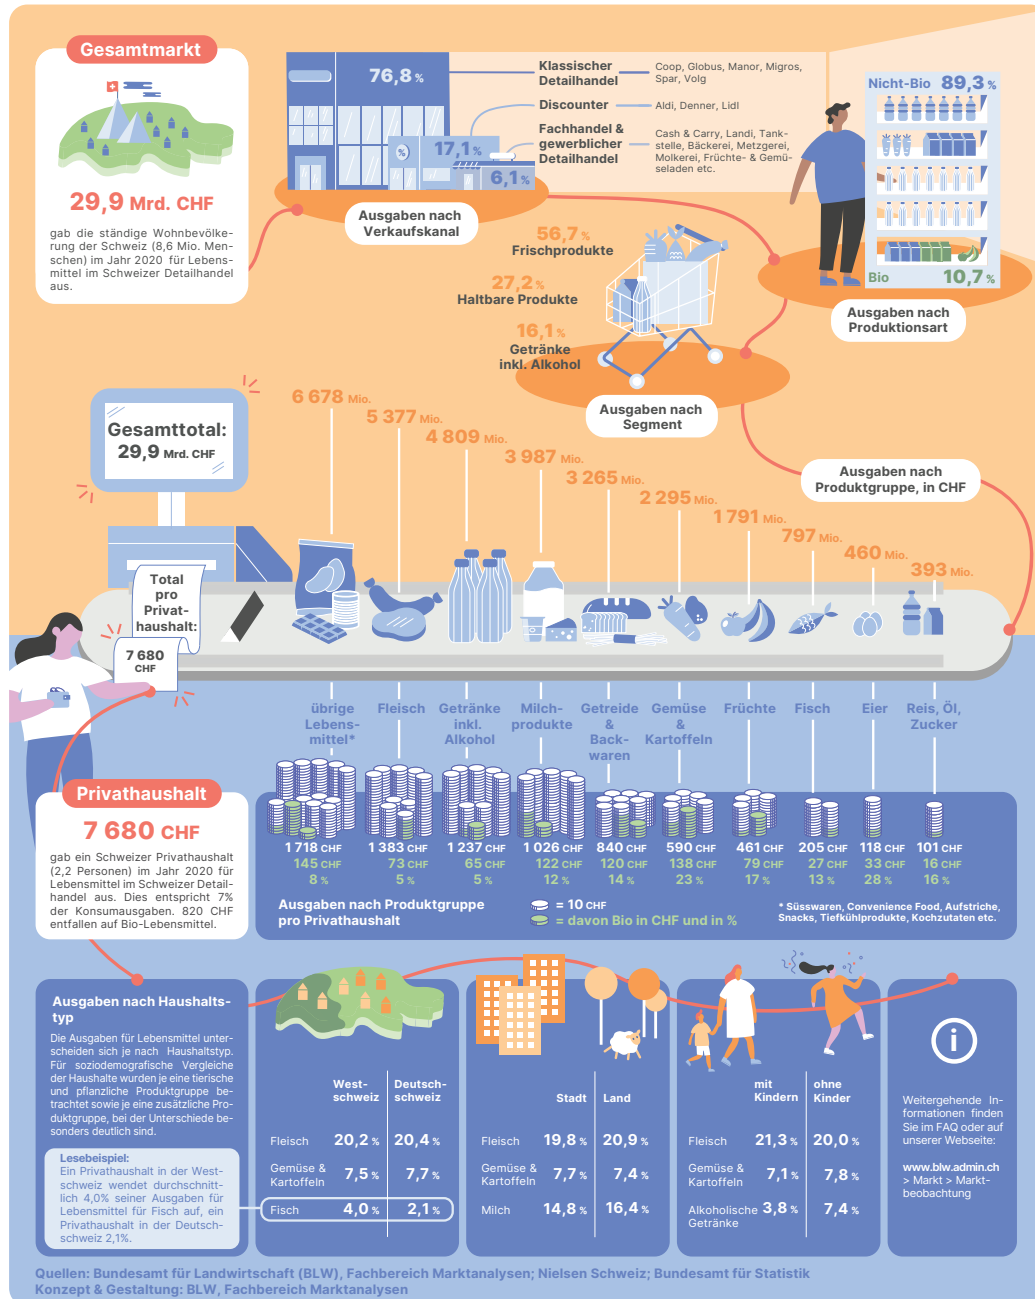 Gesamtmarkt
29,9 Mrd. CHF
gab die ständige Wohnbevölke-
rung der Schweiz (8,6 Mio. Men-
schen) im Jahr 2020 für Lebens-
mittel im Schweizer Detailhandel
aus.
76,8 %
17,1 %
%
6,1 %
Klassischer
Detailhandel
Coop, Globus, Manor, Migros,
Spar, Volg
Discounter
Aldi, Denner, Lidl
Fachhandel &
gewerblicher
Detailhandel
Cash & Carry, Landi, Tank-
stelle, Bäckerei, Metzgerei,
Molkerei, Früchte- & Gemü-
seladen etc.
Ausgaben nach
Verkaufskanal
Nicht-Bio 89,3 %
Bio 10,7 %
Ausgaben nach
Produktionsart
56,7 %
Frischprodukte
27,2 %
Haltbare Produkte
16,1 %
Getränke
inkl. Alkohol
Ausgaben nach
Segment
Ausgaben nach
Produktgruppe, in CHF
Gesamttotal:
29,9 Mrd. CHF
6 678 Mio.
5 377 Mio.
4 809 Mio.
3 987 Mio.
3 265 Mio.
2 295 Mio.
1 791 Mio.
797 Mio.
460 Mio.
393 Mio.
Total
pro
Privat-
haushalt:
7 680
CHF
übrige
Lebens-
mittel*
Fleisch
Getränke
inkl.
Alkohol
Milch-
produkte
Getreide
&
Back-
waren
Gemüse
&
Kartoffeln
Früchte
Fisch
Eier
Reis, Öl,
Zucker
Privathaushalt
7 680 CHF
gab ein Schweizer Privathaushalt
(2,2 Personen) im Jahr 2020 für
Lebensmittel im Schweizer Detail-
handel aus. Dies entspricht 7%
der Konsumausgaben. 820 CHF
entfallen auf Bio-Lebensmittel.
1 718 CHF 1 383 CHF 1 237 CHF 1 026 CHF 840 CHF 590 CHF 461 CHF 205 CHF 118 CHF 101 CHF
145 CHF 73 CHF 65 CHF 122 CHF 120 CHF 138 CHF 79 CHF 27 CHF 33 CHF 16 CHF
8 % 5 % 5 % 12 % 14 % 23 % 17 % 13 % 28 % 16 %
Ausgaben nach Produktgruppe
pro Privathaushalt
= 10 CHF
= davon Bio in CHF und in %
* Süsswaren, Convenience Food, Aufstriche,
Snacks, Tiefkühlprodukte, Kochzutaten etc.
Ausgaben nach Haushalts-
typ
Die Ausgaben für Lebensmittel unter-
scheiden sich je nach Haushaltstyp.
Für soziodemografische Vergleiche
der Haushalte wurden je eine tierische
und pflanzliche Produktgruppe be-
trachtet sowie je eine zusätzliche Pro-
duktgruppe, bei der Unterschiede be-
sonders deutlich sind.
Lesebeispiel:
Ein Privathaushalt in der West-
schweiz wendet durchschnitt-
lich 4,0% seiner Ausgaben für
Lebensmittel für Fisch auf, ein
Privathaushalt in der Deutsch-
schweiz 2,1%.
West-
schweiz
Deutsch-
schweiz
Fleisch 20,2 % 20,4 %
Gemüse &
Kartoffeln 7,5 % 7,7 %
Fisch 4,0 % 2,1 %
Stadt Land
Fleisch 19,8 % 20,9 %
Gemüse &
Kartoffeln 7,7 % 7,4 %
Milch 14,8 % 16,4 %
mit
Kindern
ohne
Kinder
Fleisch 21,3 % 20,0 %
Gemüse &
Kartoffeln 7,1 % 7,8 %
Alkoholische
Getränke 3,8 % 7,4 %
i
Weitergehende In-
formationen finden
Sie im FAQ oder auf
unserer Webseite:
www.blw.admin.ch
> Markt > Markt-
beobachtung
Quellen: Bundesamt für Landwirtschaft (BLW), Fachbereich Marktanalysen; Nielsen Schweiz; Bundesamt für Statistik
Konzept & Gestaltung: BLW, Fachbereich Marktanalysen